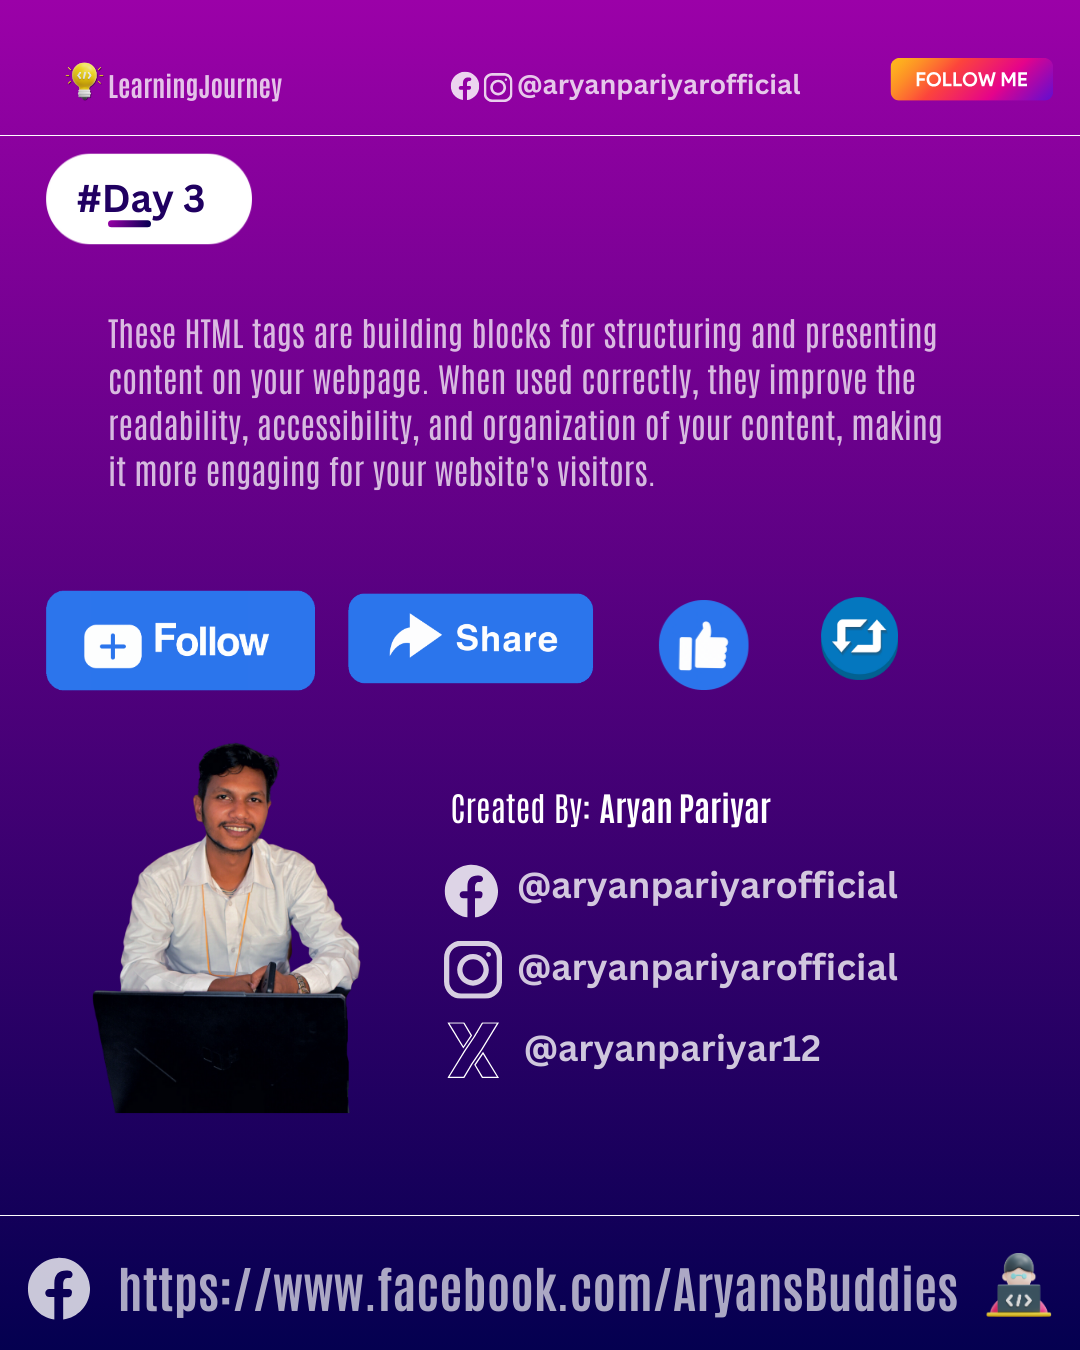 LearningJourney
@aryanpariyarofficial
FOLLOW ME
#Day 3
These HTML tags are building blocks for structuring and presenting
content on your webpage. When used correctly, they improve the
readability, accessibility, and organization of your content, making
it more engaging for your website's visitors.
Follow
Share
Created By: Aryan Pariyar
@aryanpariyarofficial
@aryanpariyarofficial
@aryanpariyar12
https://www.facebook.com/AryansBuddies